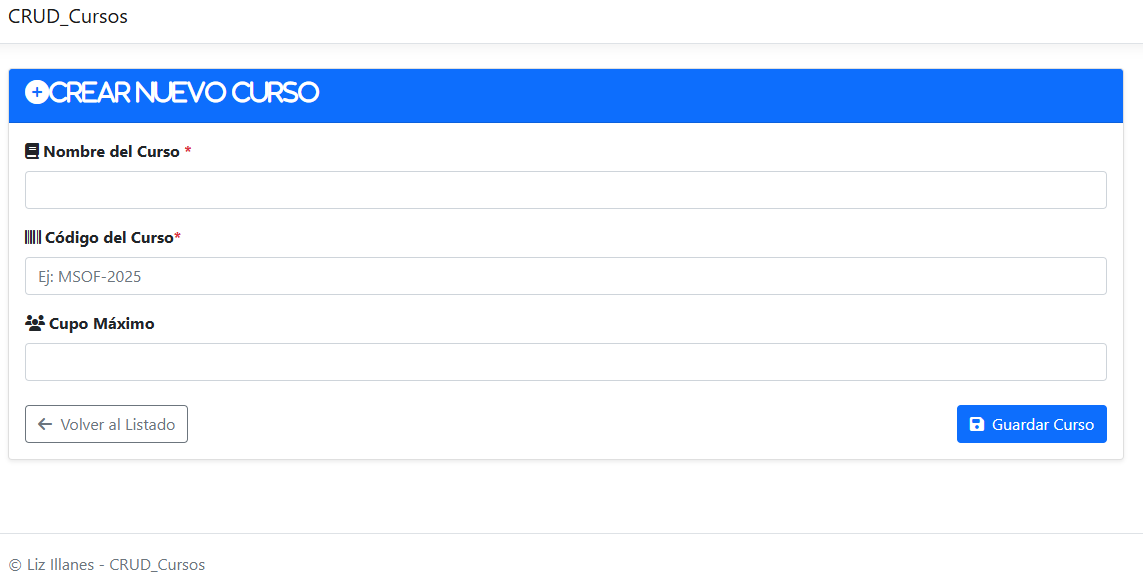 CRUD_Cursos
CREAR NUEVO CURSO
Nombre del Curso *
Código del Curso*
Ej: MSOF-2025
Cupo Máximo
Volver al Listado
Guardar Curso
© Liz Illanes - CRUD_Cursos